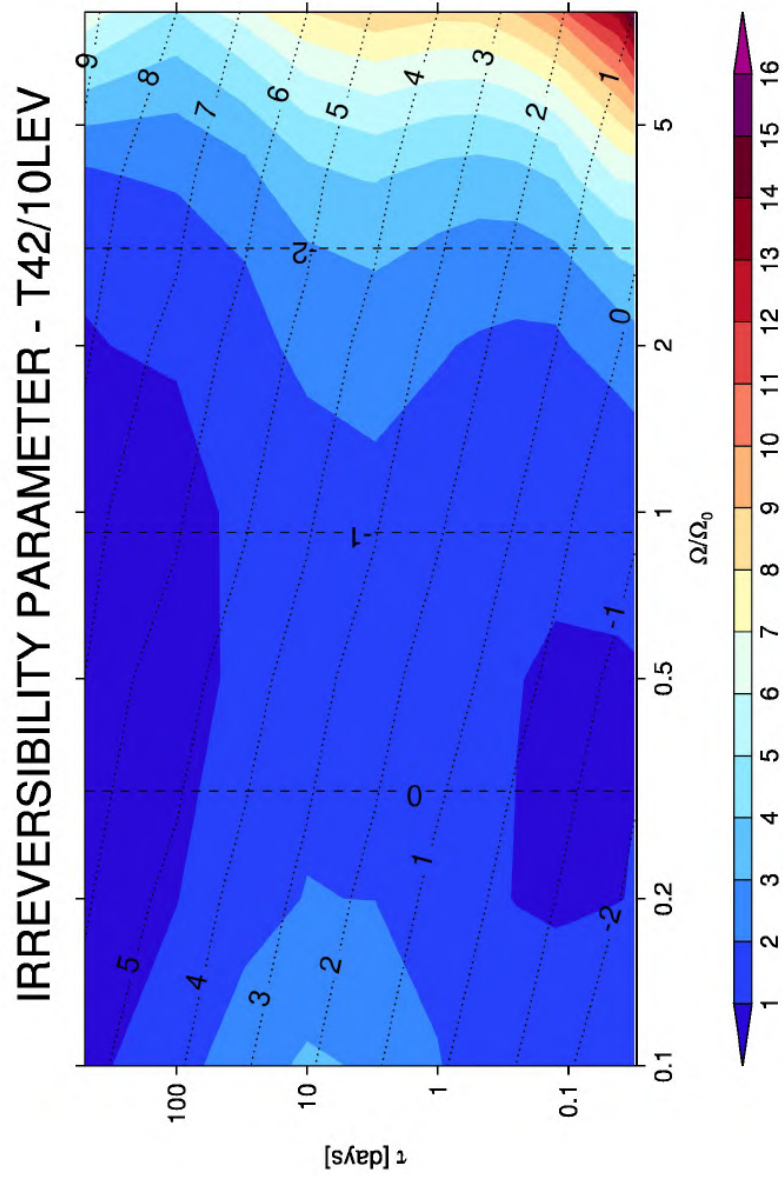 IRREVERSIBILITY PARAMETER - T42/10LEV
9 8 7 6 5 4 3 2 1
-2
0
-1
-1
0
1
-2
5 4 3 2
τ [days]
100
10
1
0.1
0.1 0.2 0.5 1 2 5
Ω/Ω₀
1 2 3 4 5 6 7 8 9 10 11 12 13 14 15 16